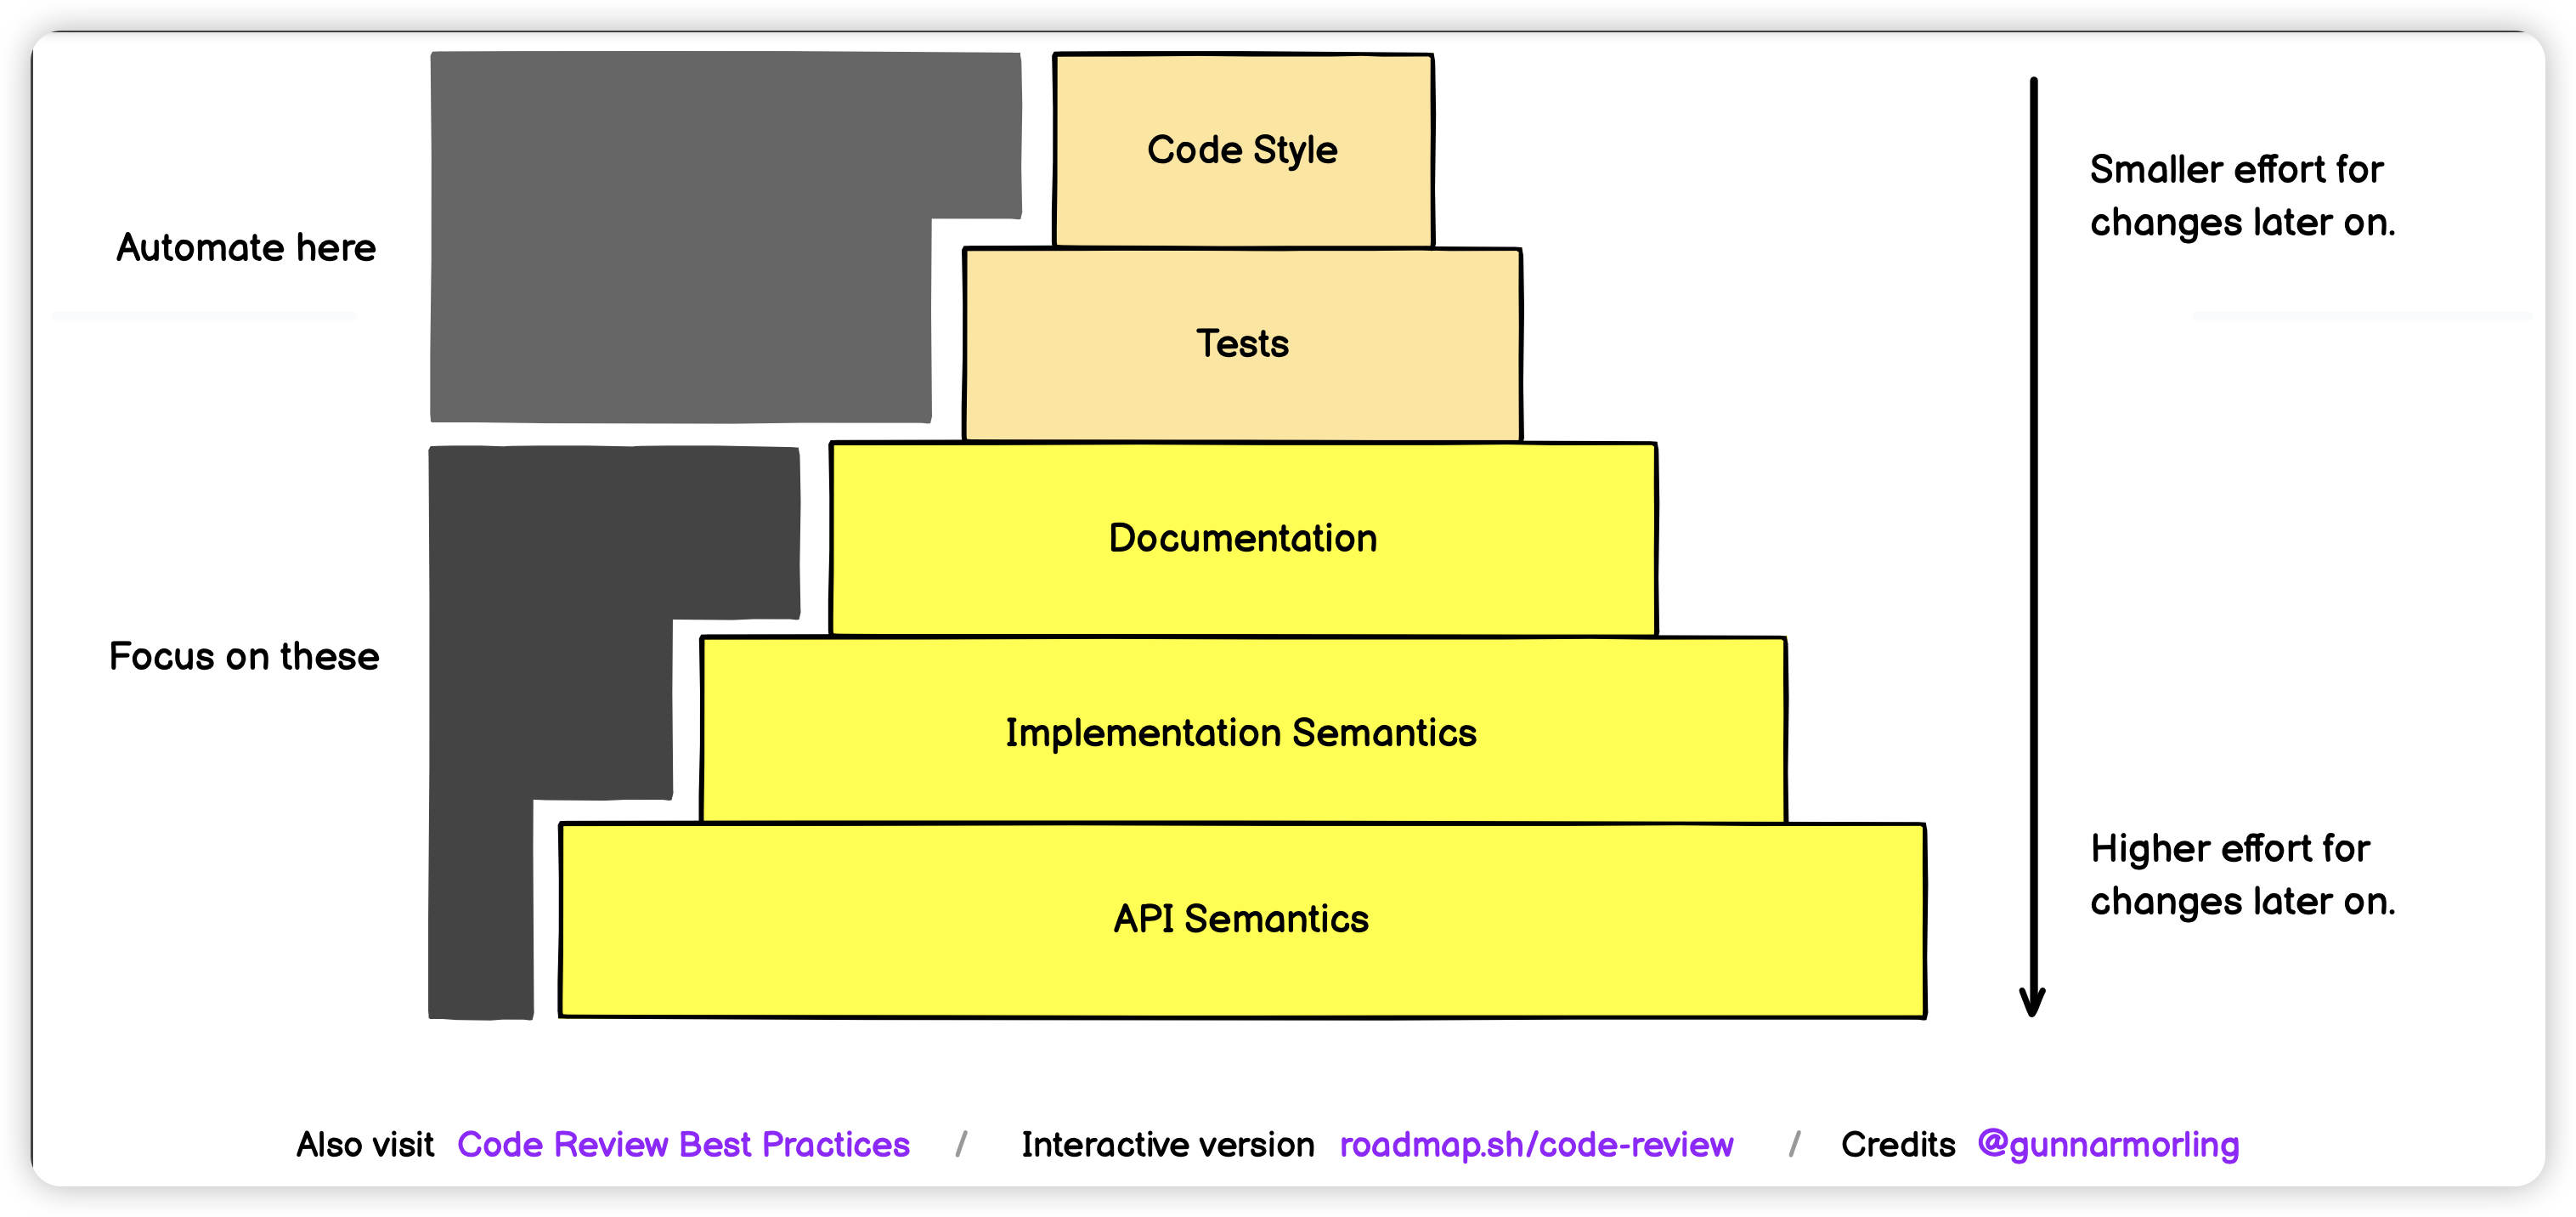 Code Style
Smaller effort for
changes later on.
Automate here
Tests
Documentation
Focus on these
Implementation Semantics
Higher effort for
changes later on.
API Semantics
Also visit Code Review Best Practices / Interactive version roadmap.sh/code-review / Credits @gunnarmorling